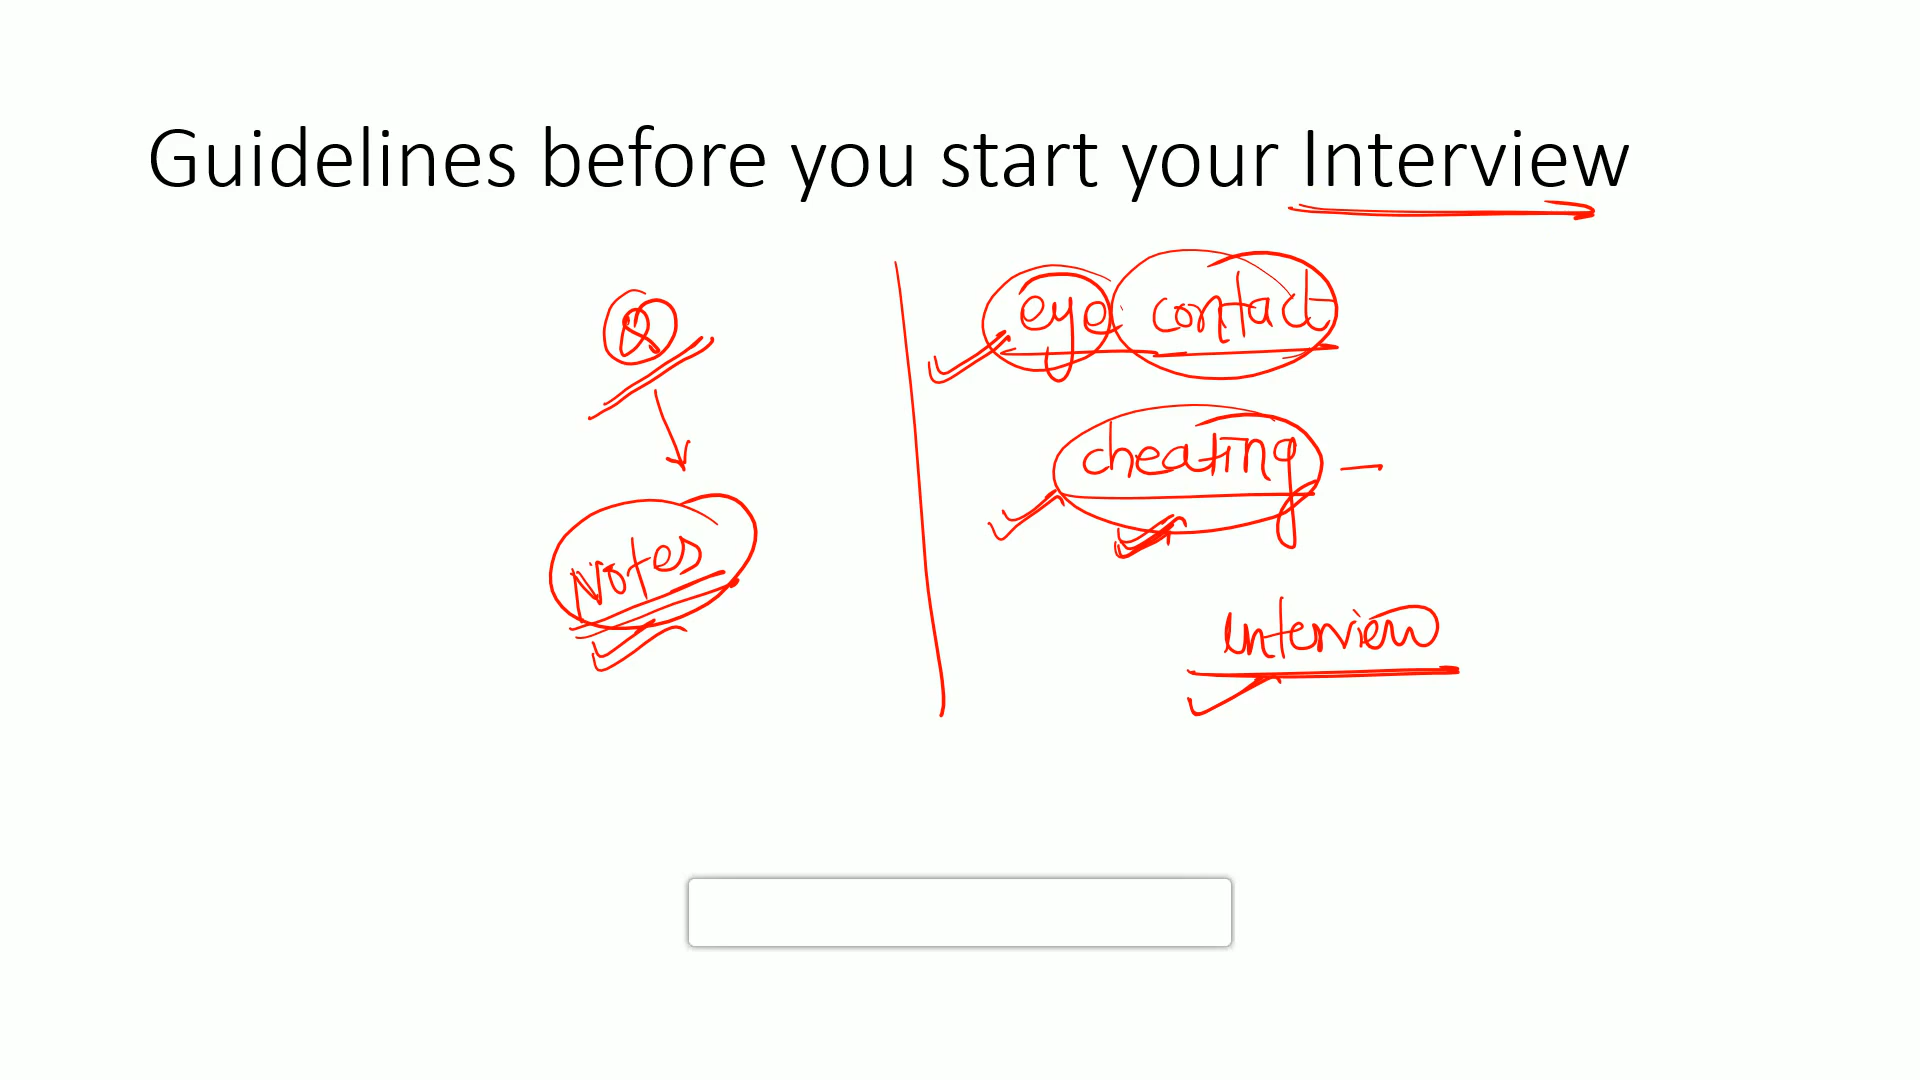 Guidelines before you start your Interview
Q
Notes
eye contact
cheating -
interview